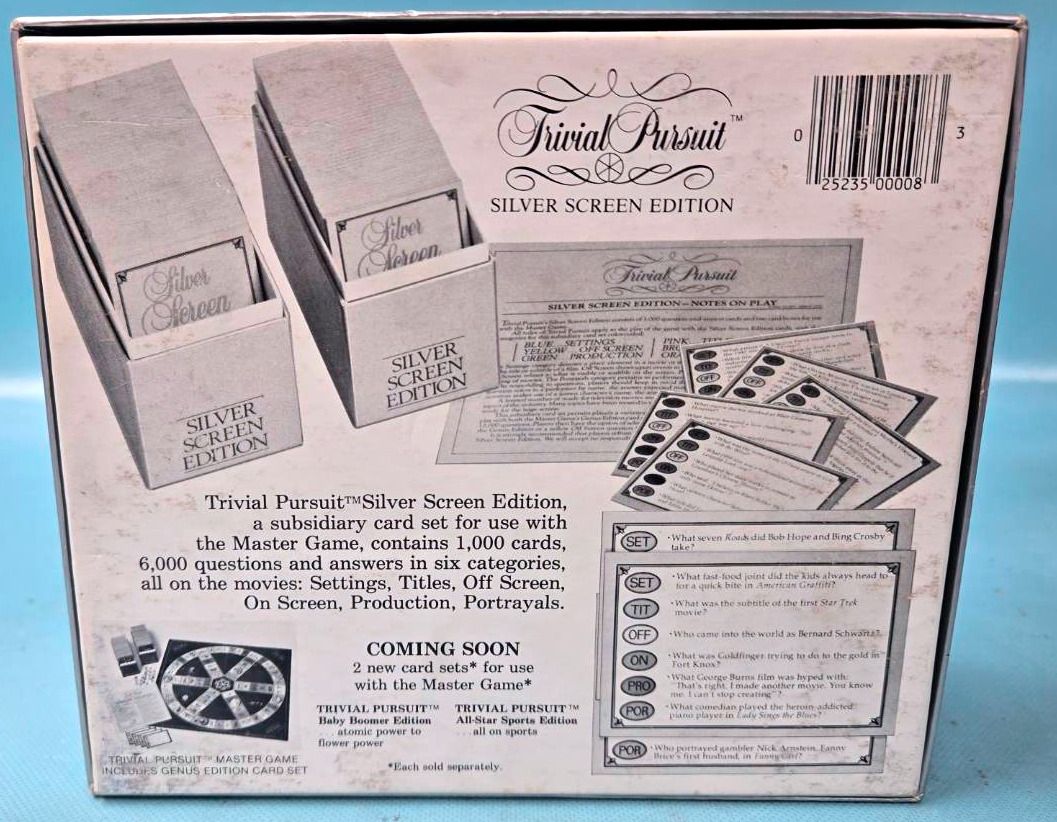 Trivial Pursuit™
SILVER SCREEN EDITION
0 25235 00008 3
Silver
Screen
Silver
Screen
SILVER
SCREEN
EDITION
SILVER
SCREEN
EDITION
Trivial Pursuit
SILVER SCREEN EDITION—NOTES ON PLAY
BLUE SETTINGS PINK
YELLOW OFF SCREEN
GREEN PRODUCTION
Trivial Pursuit™ Silver Screen Edition,
a subsidiary card set for use with
the Master Game, contains 1,000 cards,
6,000 questions and answers in six categories,
all on the movies: Settings, Titles, Off Screen,
On Screen, Production, Portrayals.
COMING SOON
2 new card sets* for use
with the Master Game*
TRIVIAL PURSUIT™
Baby Boomer Edition
. . . atomic power to
flower power
TRIVIAL PURSUIT™
All-Star Sports Edition
. . . all on sports
*Each sold separately.
TRIVIAL PURSUIT™ MASTER GAME
INCLUDES GENUS EDITION CARD SET
SET • What seven Roads did Bob Hope and Bing Crosby
take?
SET • What fast-food joint did the kids always head to
for a quick bite in American Graffiti?
TIT • What was the subtitle of the first Star Trek
movie?
OFF • Who came into the world as Bernard Schwartz?
ON • What was Goldfinger trying to do to the gold in
Fort Knox?
PRO • What George Burns film was hyped with:
"That's right, I made another movie. You know
me, I can't stop creating"?
POR • What comedian played the heroin-addicted
piano player in Lady Sings the Blues?
POR • Who portrayed gambler Nick Arnstein, Fanny
Brice's first husband, in Funny Girl?